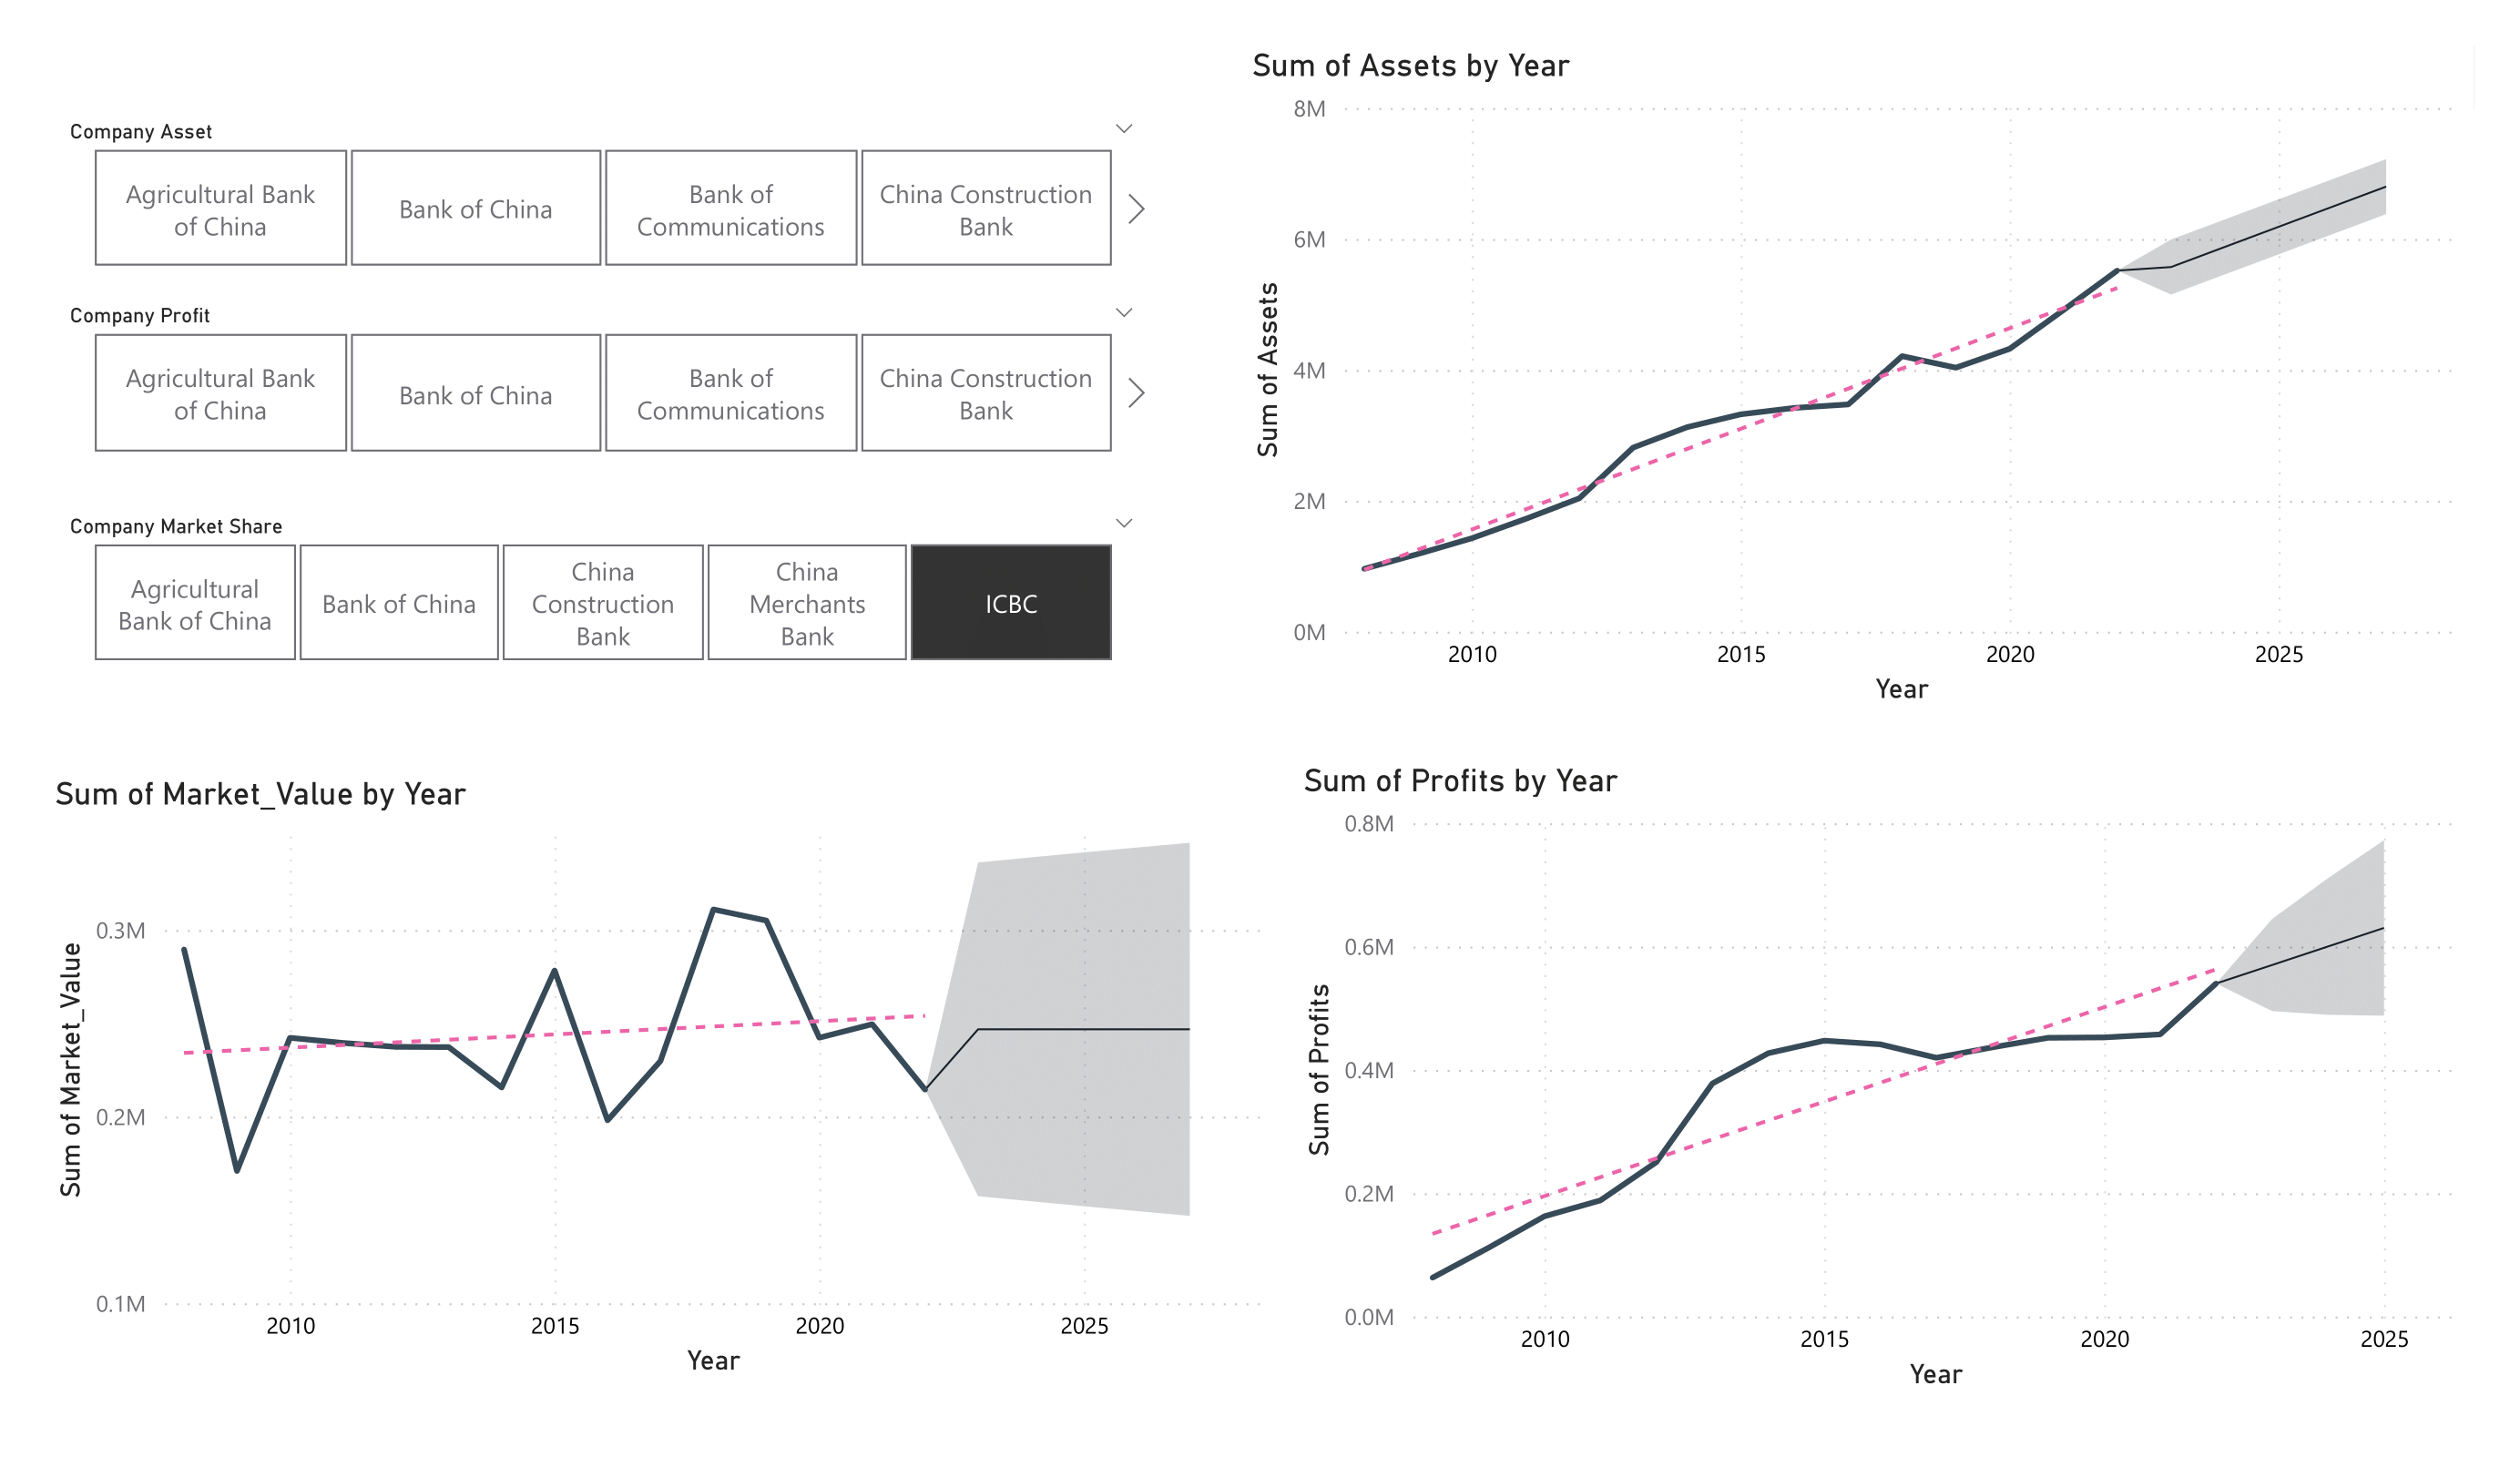 Company Asset
Agricultural Bank
of China
Bank of China
Bank of
Communications
China Construction
Bank
Company Profit
Agricultural Bank
of China
Bank of China
Bank of
Communications
China Construction
Bank
Company Market Share
Agricultural
Bank of China
Bank of China
China
Construction
Bank
China
Merchants
Bank
ICBC
Sum of Assets by Year
Sum of Assets
8M
6M
4M
2M
0M
2010 2015 2020 2025
Year
Sum of Market_Value by Year
Sum of Market_Value
0.3M
0.2M
0.1M
2010 2015 2020 2025
Year
Sum of Profits by Year
Sum of Profits
0.8M
0.6M
0.4M
0.2M
0.0M
2010 2015 2020 2025
Year